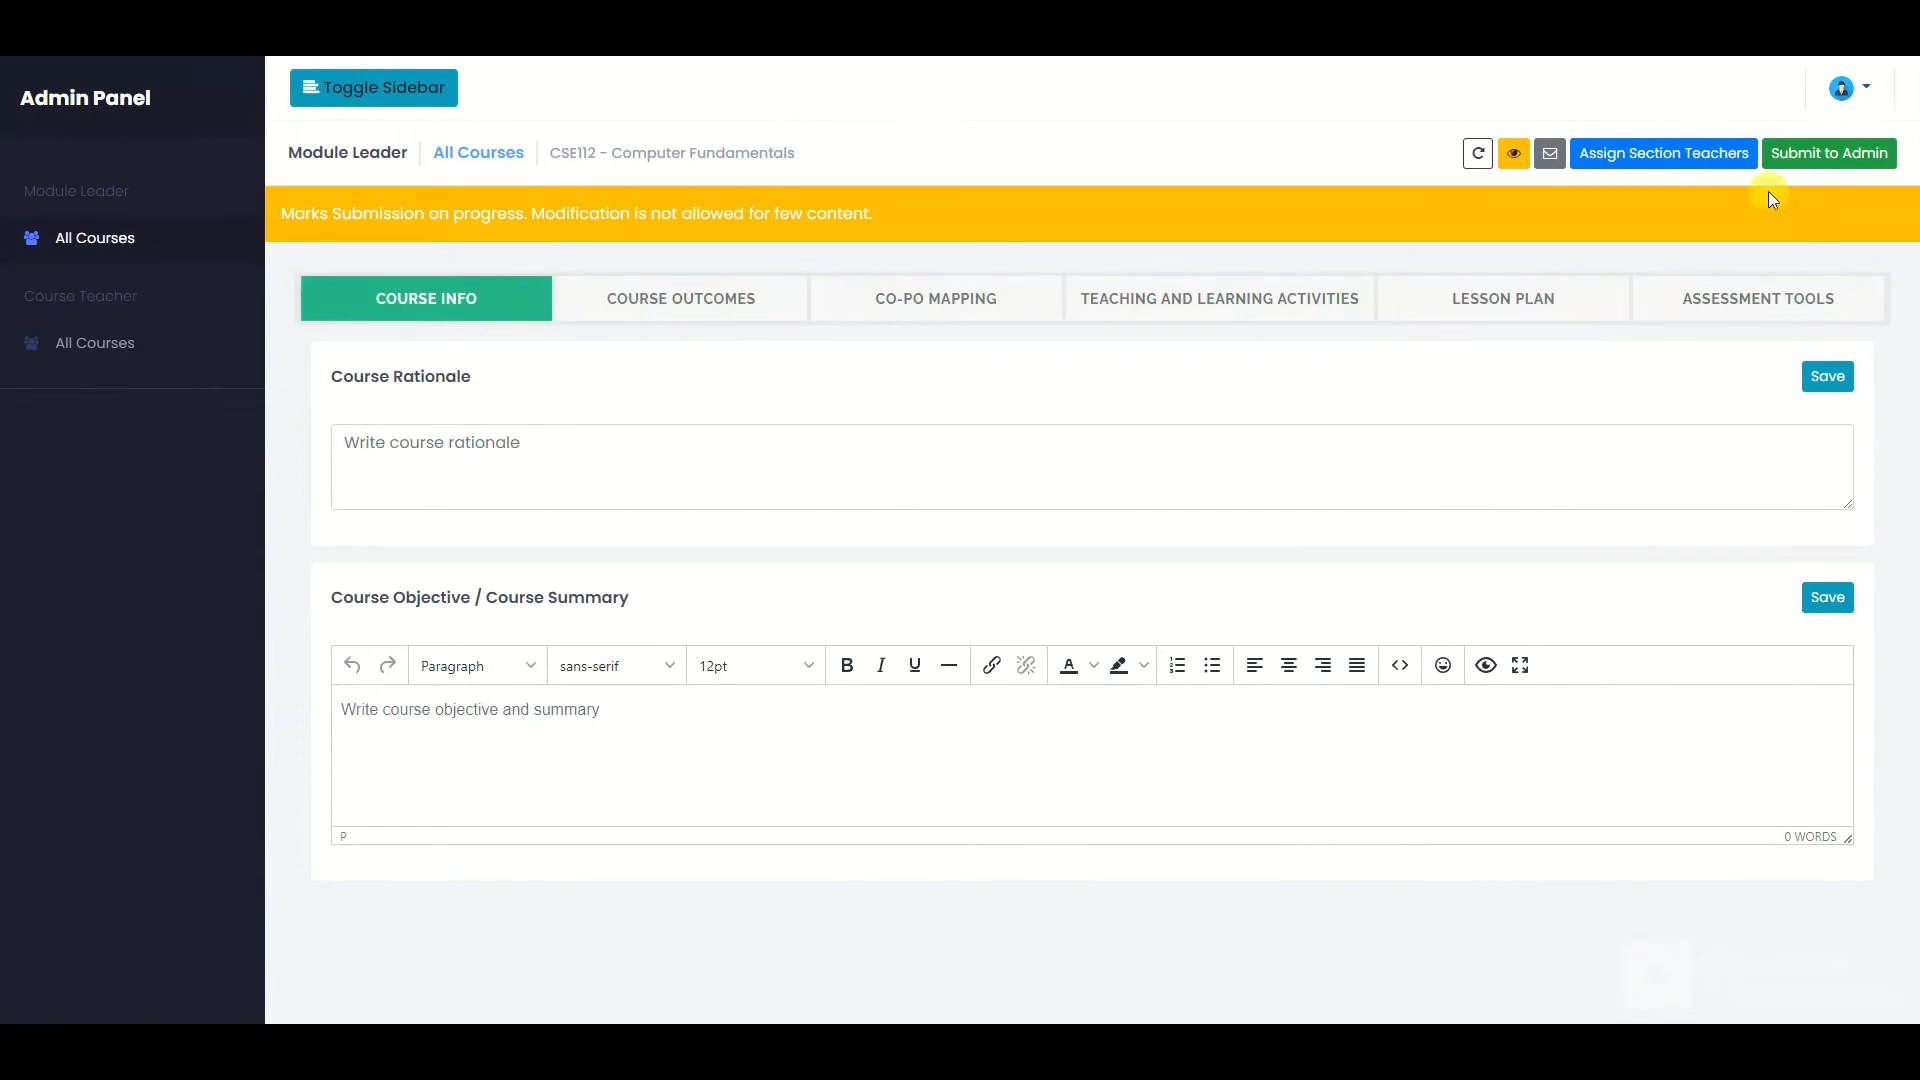 Admin Panel
Toggle Sidebar
Module Leader
All Courses
CSE112 - Computer Fundamentals
Assign Section Teachers
Submit to Admin
Module Leader
All Courses
Course Teacher
All Courses
Marks Submission on progress. Modification is not allowed for few content.
COURSE INFO
COURSE OUTCOMES
CO-PO MAPPING
TEACHING AND LEARNING ACTIVITIES
LESSON PLAN
ASSESSMENT TOOLS
Course Rationale
Save
Write course rationale
Course Objective / Course Summary
Save
Paragraph
sans-serif
12pt
B
I
U
A
Write course objective and summary
P
0 WORDS